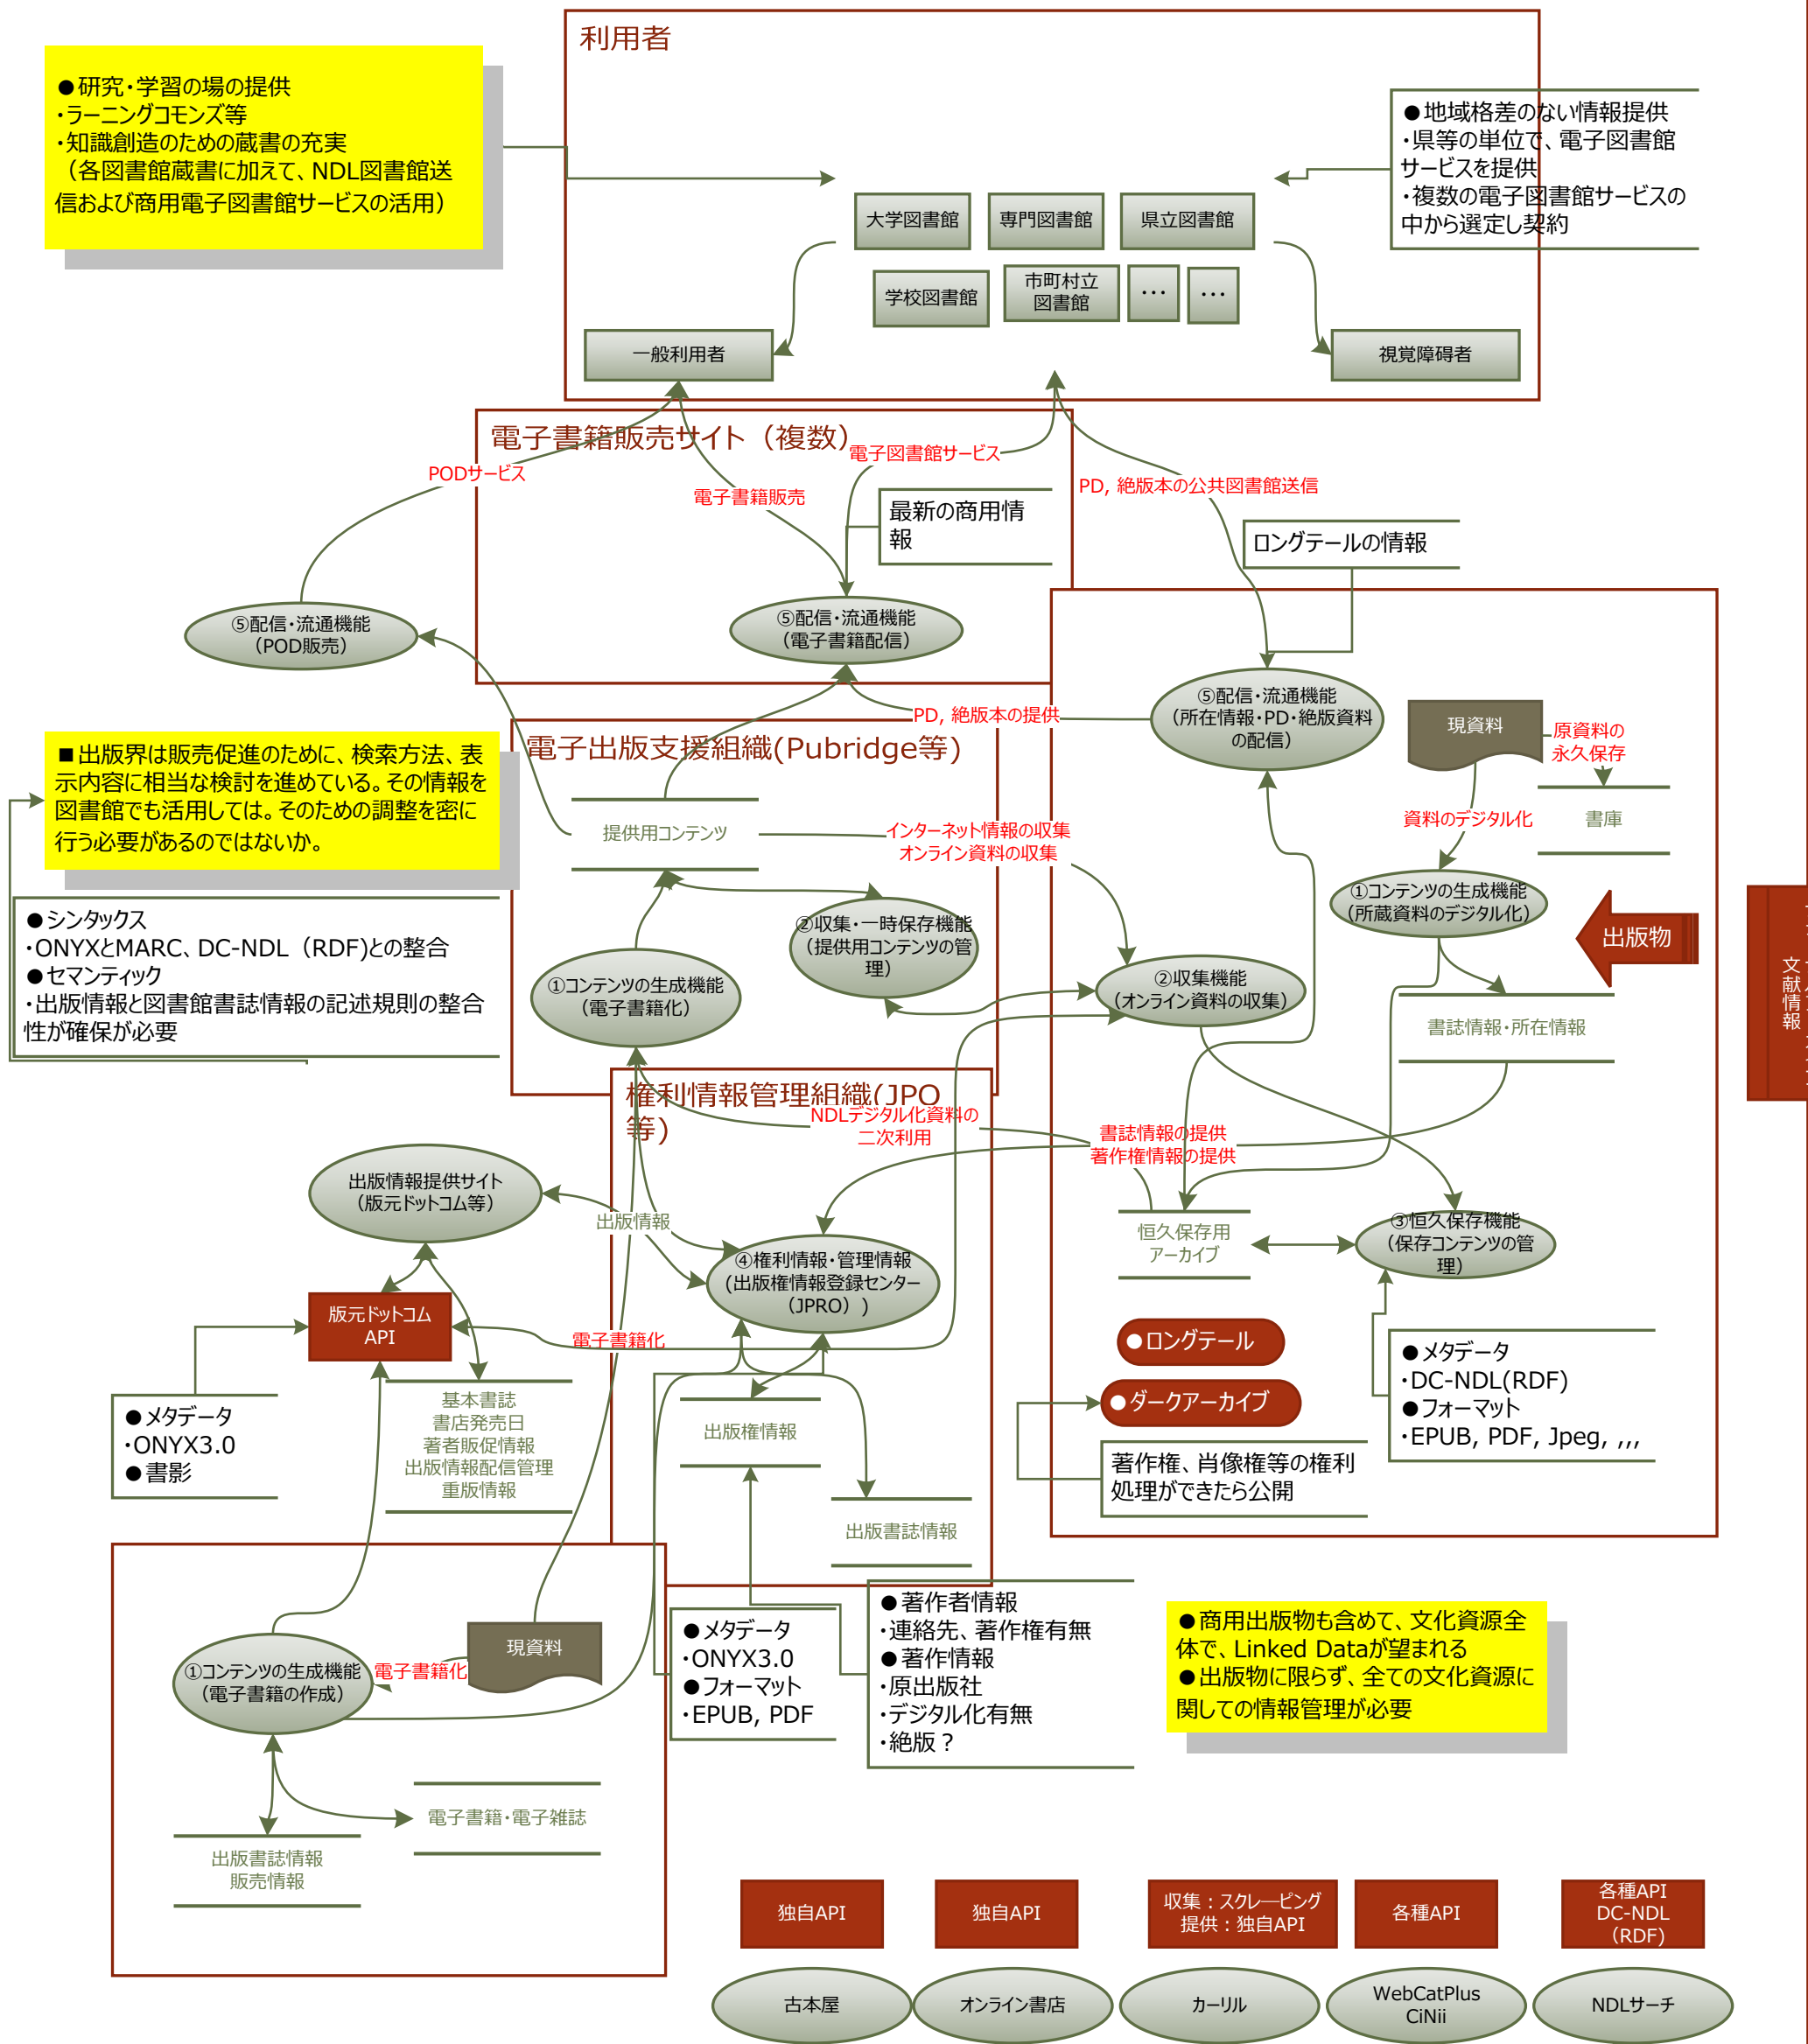 利用者
●研究・学習の場の提供
・ラーニングコモンズ等
・知識創造のための蔵書の充実
（各図書館蔵書に加えて、NDL図書館送
信および商用電子図書館サービスの活用）
●地域格差のない情報提供
・県等の単位で、電子図書館
サービスを提供
・複数の電子図書館サービスの
中から選定し契約
大学図書館
専門図書館
県立図書館
学校図書館
市町村立
図書館
…
…
一般利用者
視覚障碍者
電子書籍販売サイト（複数）
電子図書館サービス
PODサービス
電子書籍販売
PD, 絶版本の公共図書館送信
最新の商用情
報
ロングテールの情報
⑤配信・流通機能
（POD販売）
⑤配信・流通機能
（電子書籍配信）
⑤配信・流通機能
（所在情報・PD・絶版資料
の配信）
現資料
原資料の
永久保存
PD, 絶版本の提供
電子出版支援組織(Pubridge等)
■出版界は販売促進のために、検索方法、表
示内容に相当な検討を進めている。その情報を
図書館でも活用しては。そのための調整を密に
行う必要があるのではないか。
提供用コンテンツ
インターネット情報の収集
オンライン資料の収集
資料のデジタル化
書庫
①コンテンツの生成機能
（所蔵資料のデジタル化）
出版物
文献情報
●シンタックス
・ONYXとMARC、DC-NDL（RDF)との整合
●セマンティック
・出版情報と図書館書誌情報の記述規則の整合
性が確保が必要
②収集・一時保存機能
（提供用コンテンツの管
理）
①コンテンツの生成機能
（電子書籍化）
②収集機能
（オンライン資料の収集）
書誌情報・所在情報
権利情報管理組織(JPO
等)
NDLデジタル化資料の
二次利用
書誌情報の提供
著作権情報の提供
出版情報提供サイト
（版元ドットコム等）
出版情報
恒久保存用
アーカイブ
③恒久保存機能
（保存コンテンツの管
理）
④権利情報・管理情報
(出版権情報登録センター
（JPRO）)
版元ドットコム
API
電子書籍化
●ロングテール
●ダークアーカイブ
●メタデータ
・DC-NDL(RDF)
●フォーマット
・EPUB, PDF, Jpeg, ,,,
●メタデータ
・ONYX3.0
●書影
基本書誌
書店発売日
著者販促情報
出版情報配信管理
重版情報
出版権情報
著作権、肖像権等の権利
処理ができたら公開
出版書誌情報
●メタデータ
・ONYX3.0
●フォーマット
・EPUB, PDF
●著作者情報
・連絡先、著作権有無
●著作情報
・原出版社
・デジタル化有無
・絶版？
●商用出版物も含めて、文化資源全
体で、Linked Dataが望まれる
●出版物に限らず、全ての文化資源に
関しての情報管理が必要
現資料
電子書籍化
①コンテンツの生成機能
（電子書籍の作成）
電子書籍・電子雑誌
出版書誌情報
販売情報
独自API
独自API
収集：スクレーピング
提供：独自API
各種API
各種API
DC-NDL
（RDF)
古本屋
オンライン書店
カーリル
WebCatPlus
CiNii
NDLサーチ